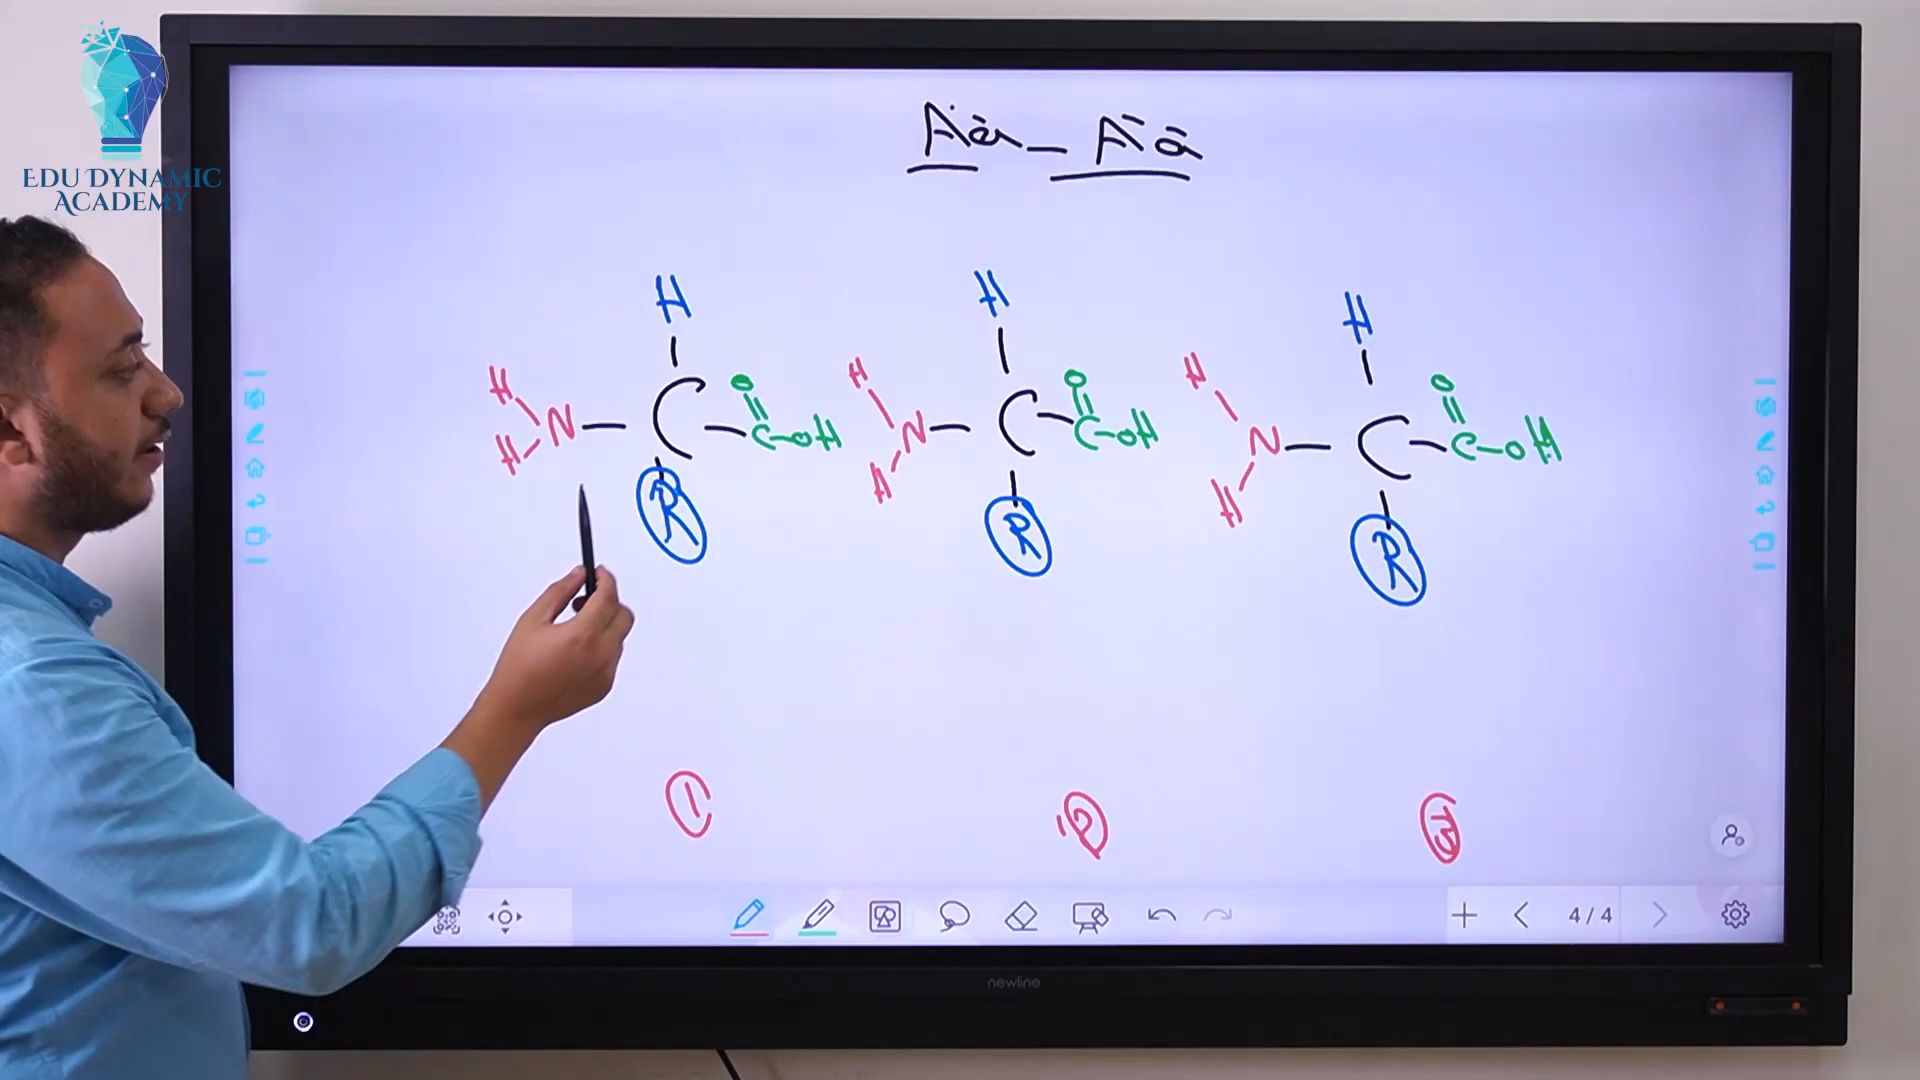 EDU DYNAMIC
ACADEMY
H H H
H O H O H O
N C C OH N C C OH N C C OH
H H H
R R R
1 2 3
4 / 4
newline